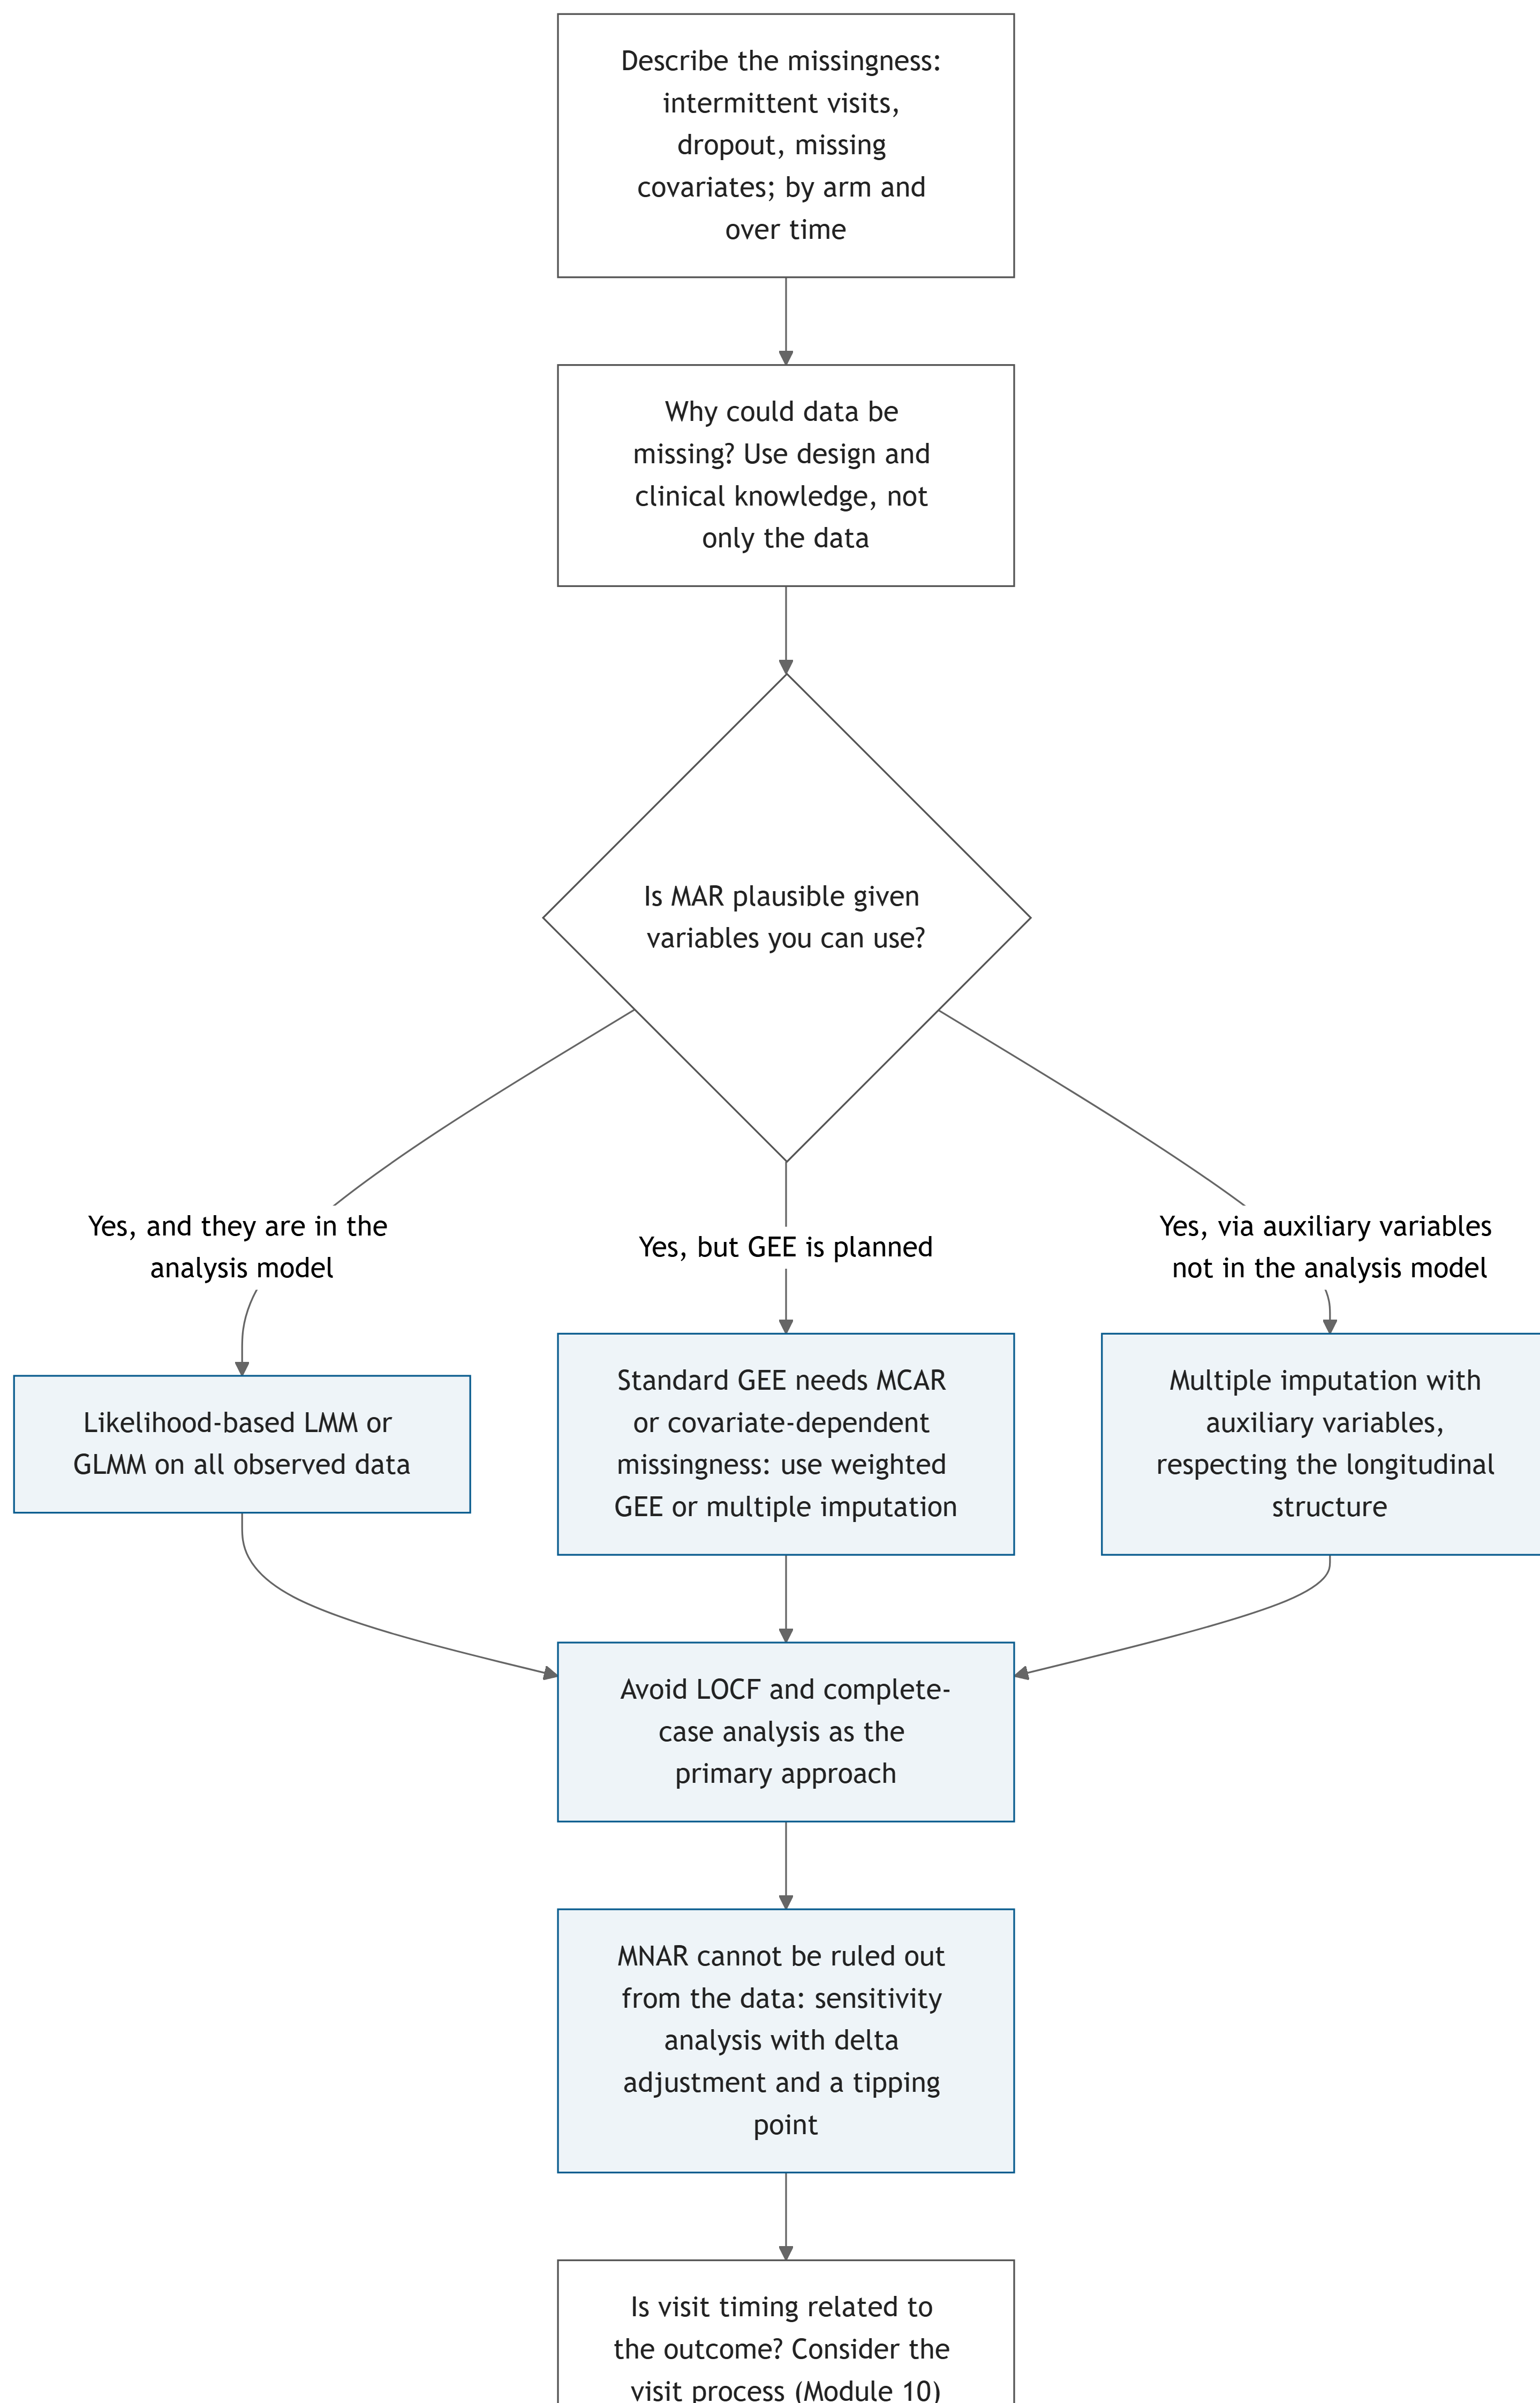 Describe the missingness:
intermittent visits,
dropout, missing
covariates; by arm and
over time
Why could data be
missing? Use design and
clinical knowledge, not
only the data
Is MAR plausible given
variables you can use?
Yes, and they are in the
analysis model
Yes, but GEE is planned
Yes, via auxiliary variables
not in the analysis model
Likelihood-based LMM or
GLMM on all observed data
Standard GEE needs MCAR
or covariate-dependent
missingness: use weighted
GEE or multiple imputation
Multiple imputation with
auxiliary variables,
respecting the longitudinal
structure
Avoid LOCF and complete-
case analysis as the
primary approach
MNAR cannot be ruled out
from the data: sensitivity
analysis with delta
adjustment and a tipping
point
Is visit timing related to
the outcome? Consider the
visit process (Module 10)